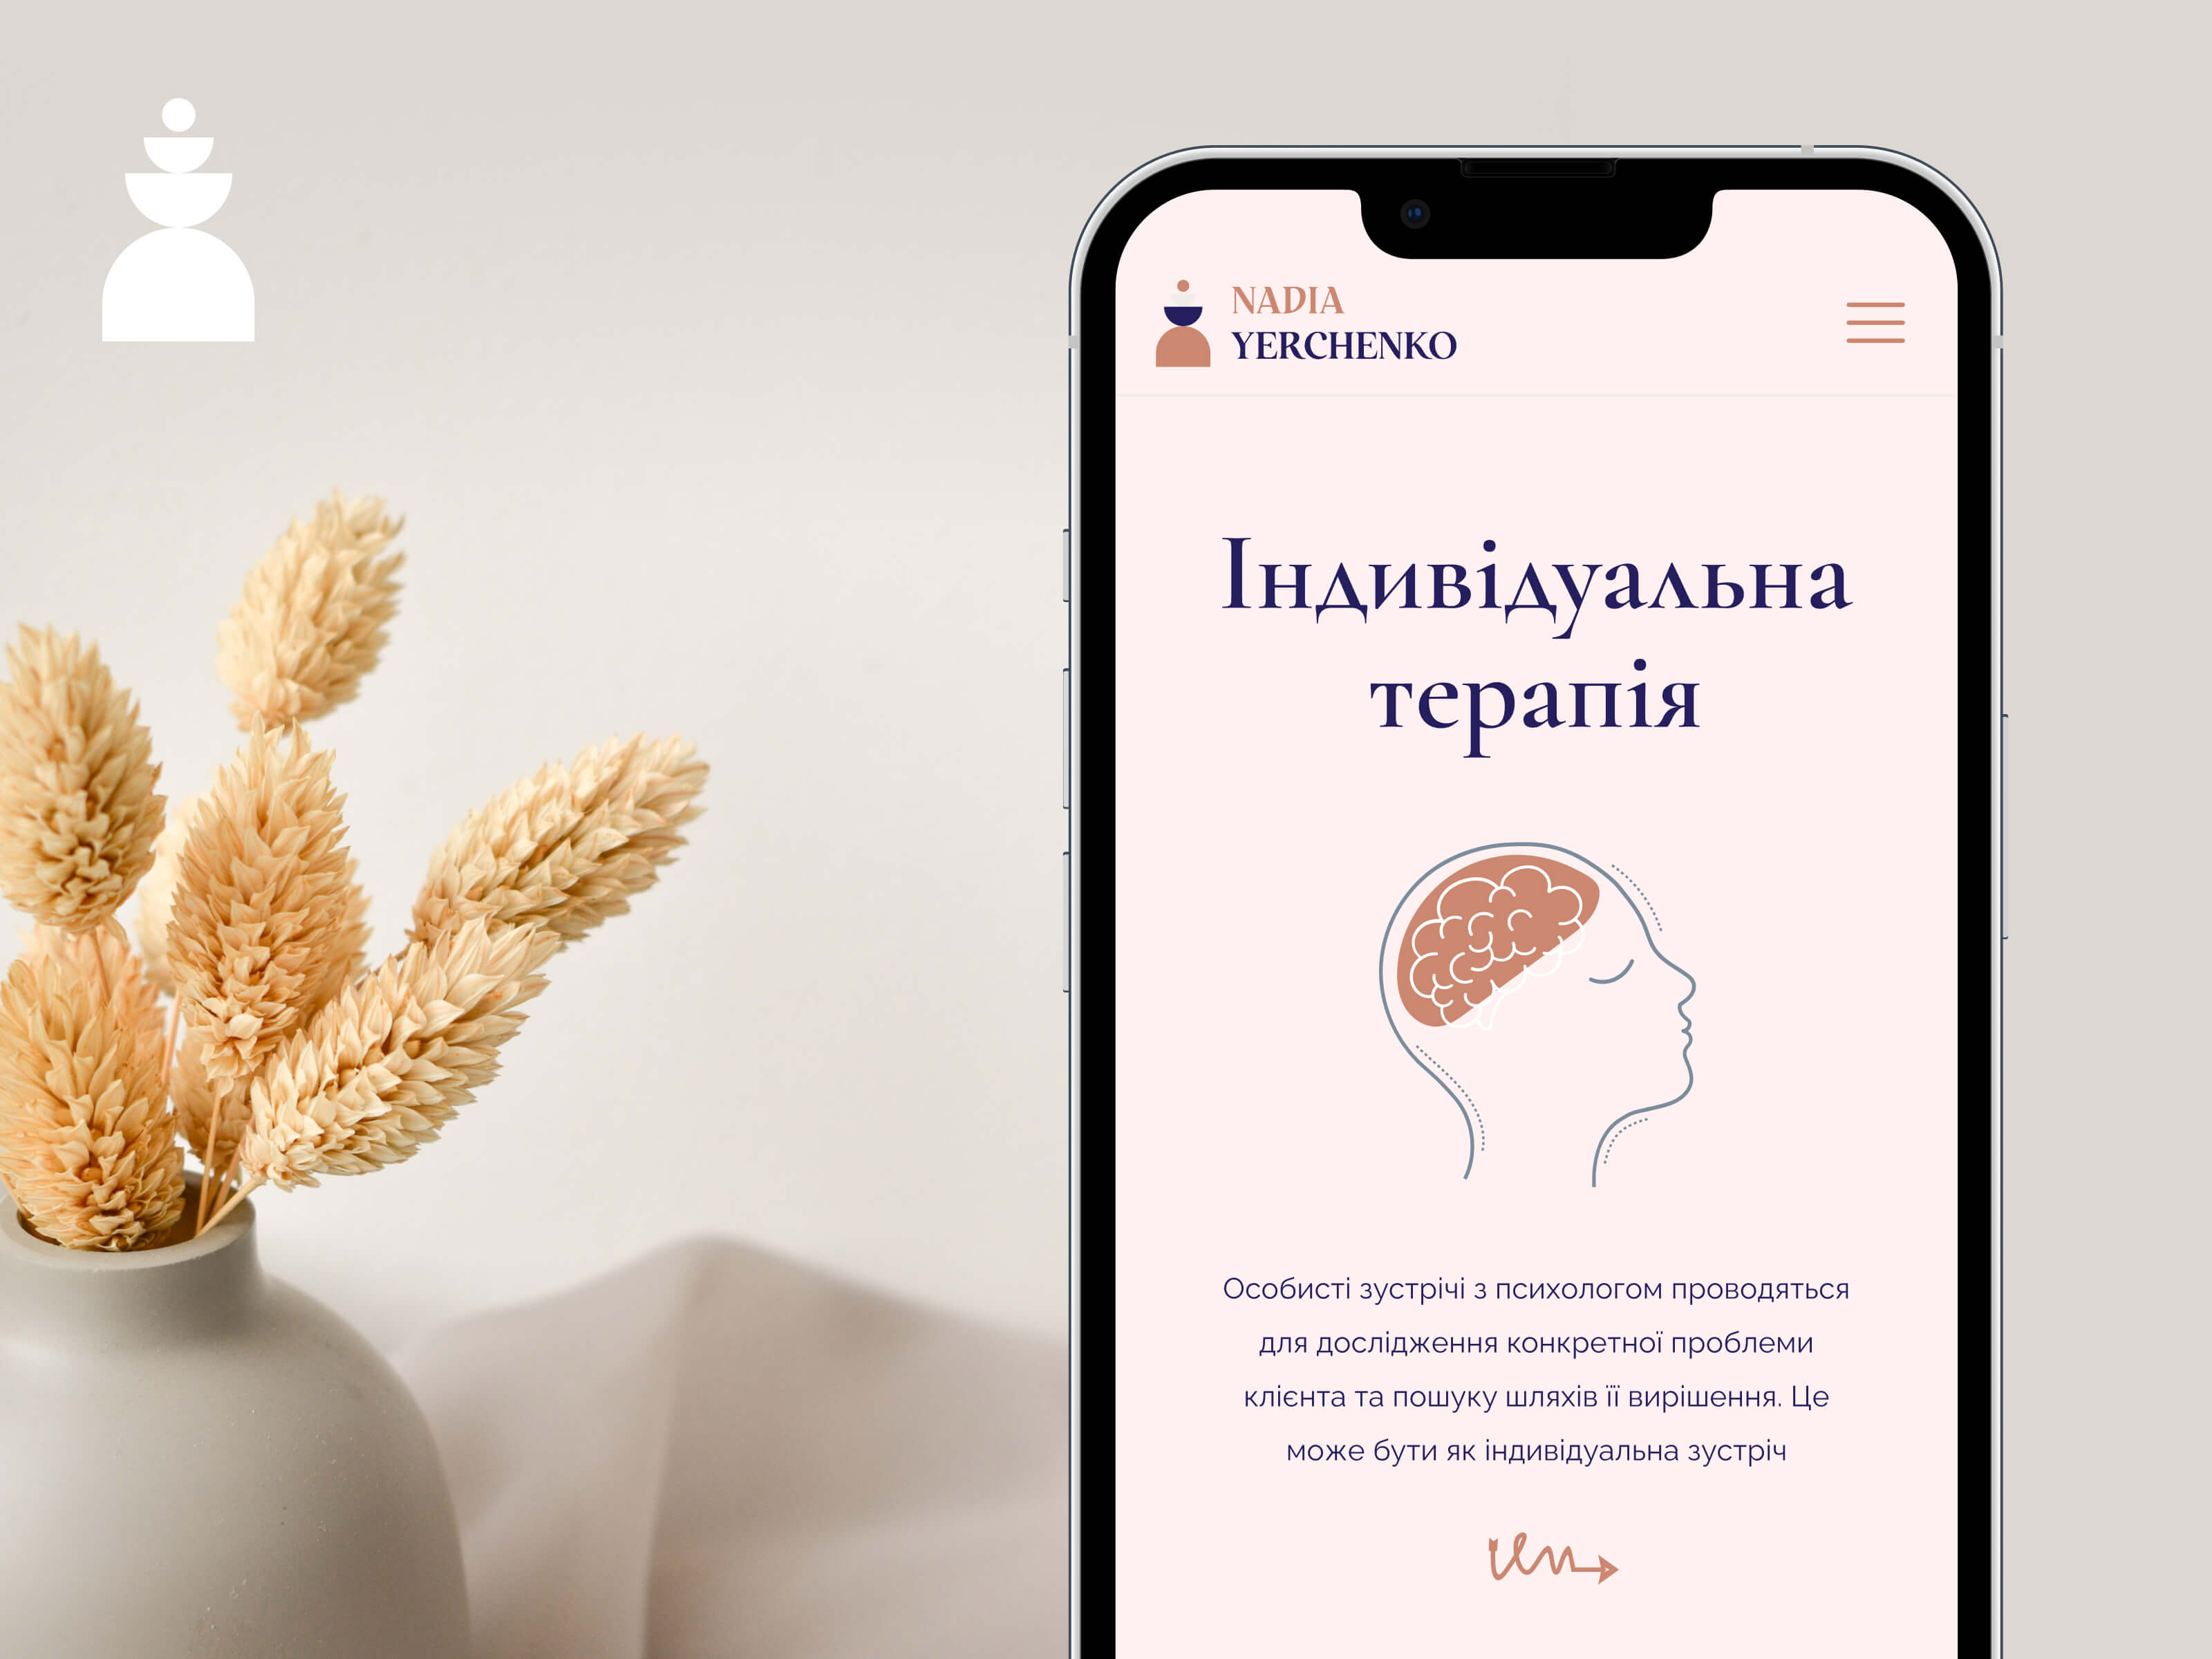 NADIA
YERCHENKO
Індивідуальна
терапія
Особисті зустрічі з психологом проводяться
для дослідження конкретної проблеми
клієнта та пошуку шляхів її вирішення. Це
може бути як індивідуальна зустріч